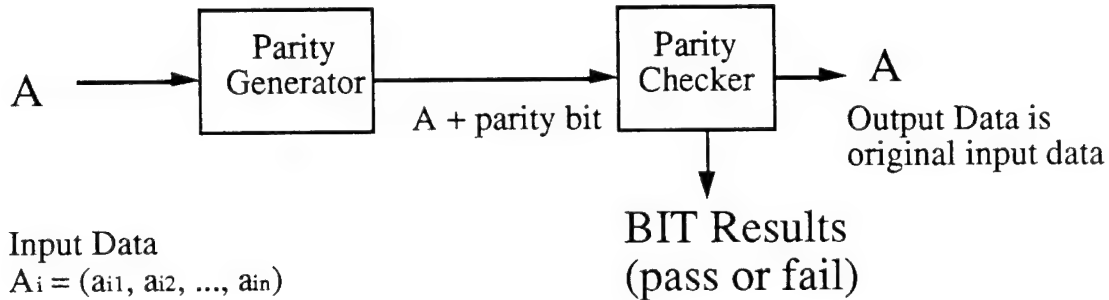 A
Parity
Generator
A + parity bit
Parity
Checker
A
Output Data is
original input data
BIT Results
(pass or fail)
Input Data
Ai = (ai1, ai2, ..., ain)